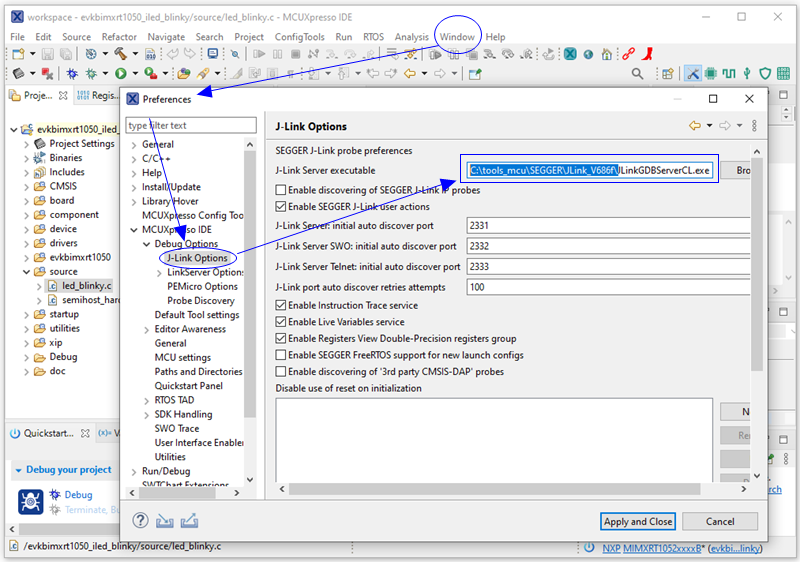 workspace - evkbimxrt1050_iled_blinky/source/led_blinky.c - MCUXpresso IDE
File Edit Source Refactor Navigate Search Project ConfigTools Run RTOS Analysis Window Help
Proje...
Regis
evkbimxrt1050_iled
Project Settings
Binaries
Includes
CMSIS
board
component
device
drivers
evkbimxrt1050
source
led_blinky.c
semihost_hard
startup
utilities
xip
Debug
doc
Quickstart...
(x)= V
Debug your project
Debug
Terminate, Bu
Preferences
type filter text
General
C/C++
Help
Install/Update
Library Hover
MCUXpresso Config Too
MCUXpresso IDE
Debug Options
J-Link Options
LinkServer Options
PEMicro Options
Probe Discovery
Default Tool settings
Editor Awareness
General
MCU settings
Paths and Directories
Quickstart Panel
RTOS TAD
SDK Handling
SWO Trace
User Interface Enabler
Utilities
Run/Debug
SWTChart Extensions
J-Link Options
SEGGER J-Link probe preferences
J-Link Server executable
C:\tools_mcu\SEGGER\JLink_V686f\JLinkGDBServerCL.exe
Bro
Enable discovering of SEGGER J-Link IP probes
Enable SEGGER J-Link user actions
J-Link Server: initial auto discover port 2331
J-Link Server SWO: initial auto discover port 2332
J-Link Server Telnet: initial auto discover port 2333
J-Link port auto discover retries attempts 100
Enable Instruction Trace service
Enable Live Variables service
Enable Registers View Double-Precision registers group
Enable SEGGER FreeRTOS support for new launch configs
Enable discovering of '3rd party CMSIS-DAP' probes
Disable use of reset on initialization
N
Re
Apply and Close
Cancel
/evkbimxrt1050_iled_blinky/source/led_blinky.c
NXP MIMXRT1052xxxxB* (evkbi...linky)